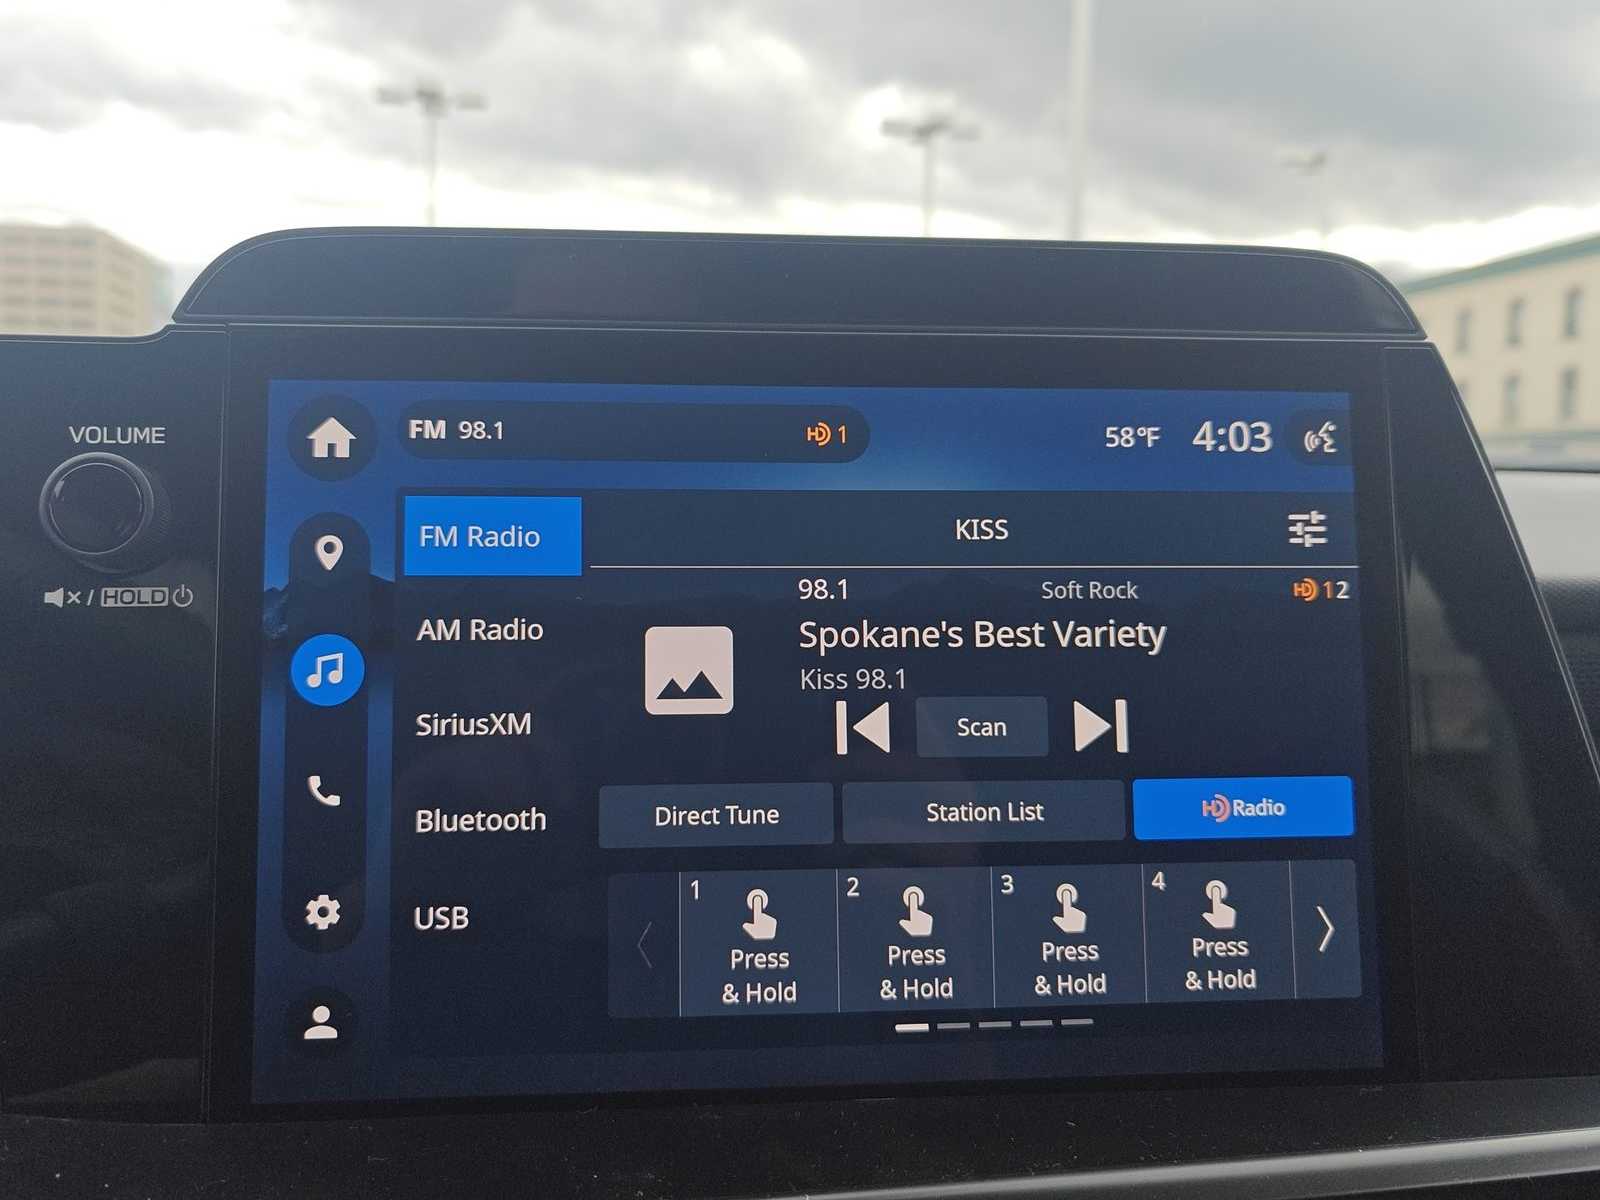 VOLUME
/ HOLD
FM 98.1
HD 1
58°F
4:03
FM Radio
KISS
98.1
Soft Rock
HD 1 2
AM Radio
Spokane's Best Variety
Kiss 98.1
SiriusXM
Scan
Bluetooth
Direct Tune
Station List
HD Radio
USB
1
Press
& Hold
2
Press
& Hold
3
Press
& Hold
4
Press
& Hold